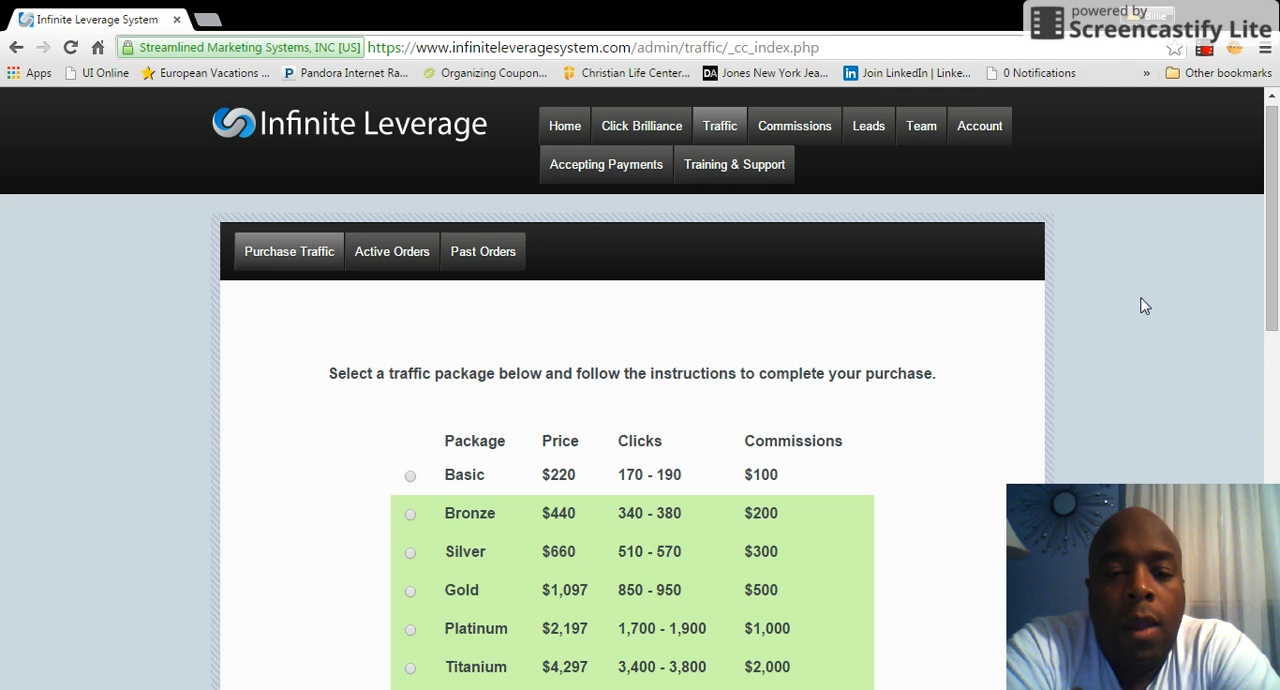 Infinite Leverage System
powered by
Screencastify Lite
Streamlined Marketing Systems, INC [US]
https://www.infiniteleveragesystem.com/admin/traffic/_cc_index.php
Apps
UI Online
European Vacations ...
Pandora Internet Ra...
Organizing Coupon...
Christian Life Center...
DA Jones New York Jea...
in Join LinkedIn | Linke...
0 Notifications
»
Other bookmarks
Infinite Leverage
Home
Click Brilliance
Traffic
Commissions
Leads
Team
Account
Accepting Payments
Training & Support
Purchase Traffic
Active Orders
Past Orders
Select a traffic package below and follow the instructions to complete your purchase.
Package Price Clicks Commissions
Basic $220 170 - 190 $100
Bronze $440 340 - 380 $200
Silver $660 510 - 570 $300
Gold $1,097 850 - 950 $500
Platinum $2,197 1,700 - 1,900 $1,000
Titanium $4,297 3,400 - 3,800 $2,000